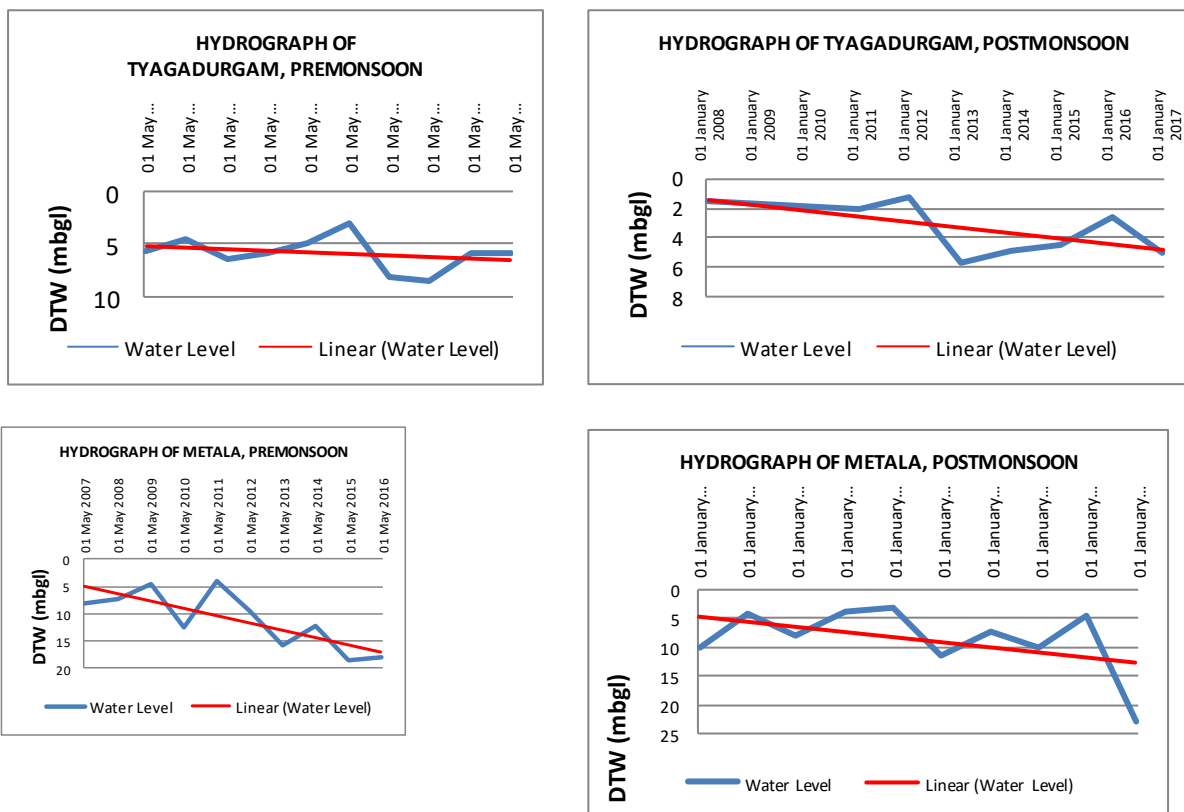 HYDROGRAPH OF
TYAGADURGAM, PREMONSOON
01 May...
01 May...
01 May...
01 May...
01 May...
01 May...
01 May...
01 May...
01 May...
01 May...
0
5
10
DTW (mbgl)
Water Level
Linear (Water Level)
HYDROGRAPH OF TYAGADURGAM, POSTMONSOON
01 January
2008
01 January
2009
01 January
2010
01 January
2011
01 January
2012
01 January
2013
01 January
2014
01 January
2015
01 January
2016
01 January
2017
0
2
4
6
8
DTW (mbgl)
Water Level
Linear (Water Level)
HYDROGRAPH OF METALA, PREMONSOON
01 May 2007
01 May 2008
01 May 2009
01 May 2010
01 May 2011
01 May 2012
01 May 2013
01 May 2014
01 May 2015
01 May 2016
0
5
10
15
20
DTW (mbgl)
Water Level
Linear (Water Level)
HYDROGRAPH OF METALA, POSTMONSOON
01 January...
01 January...
01 January...
01 January...
01 January...
01 January...
01 January...
01 January...
01 January...
01 January...
0
5
10
15
20
25
DTW (mbgl)
Water Level
Linear (Water Level)